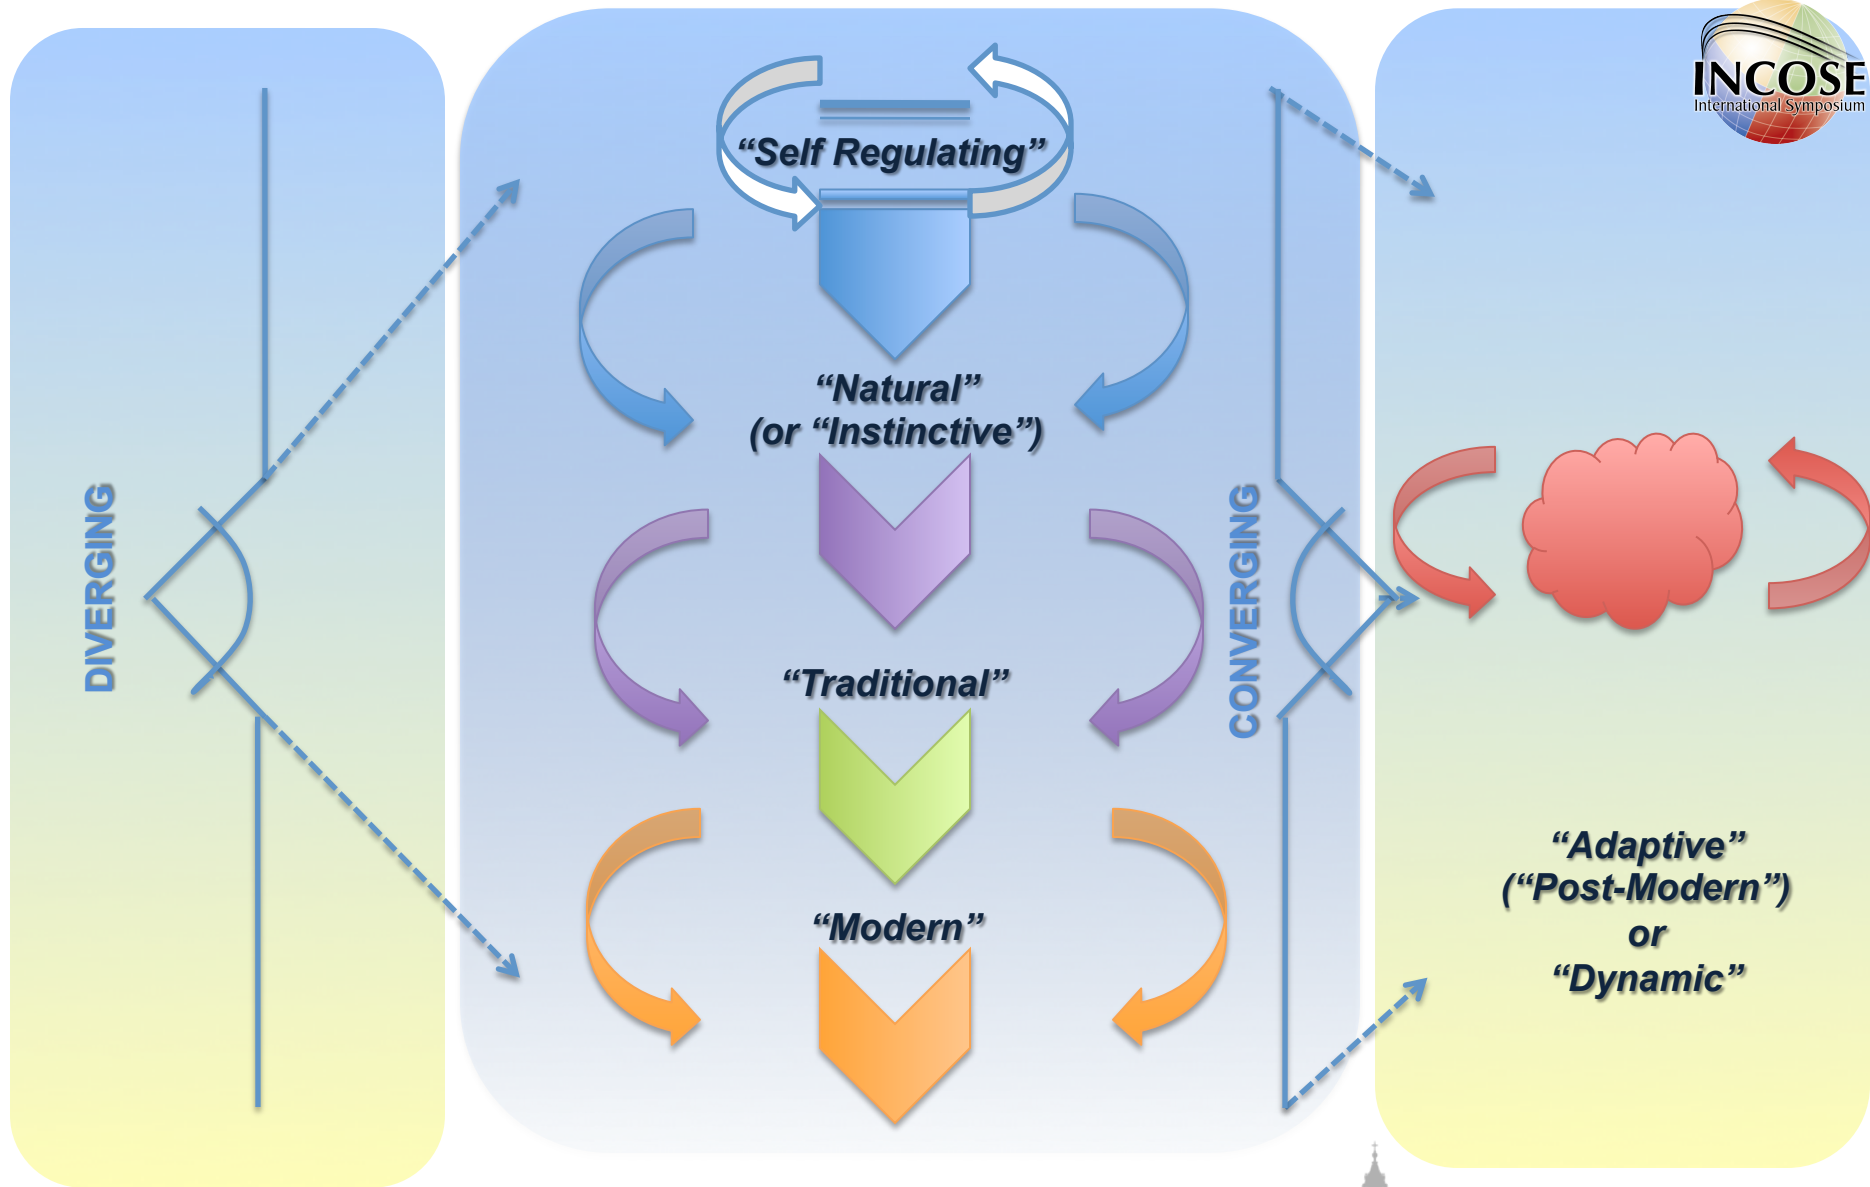 INCOSE
International Symposium
DIVERGING
“Self Regulating”
“Natural”
(or “Instinctive”)
“Traditional”
“Modern”
CONVERGING
“Adaptive”
(“Post-Modern”)
or
“Dynamic”